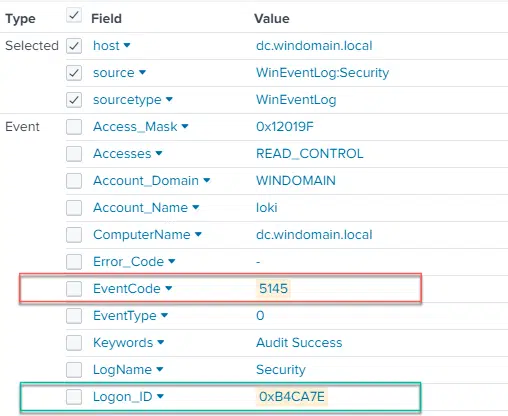 Type Field Value
Selected host dc.windomain.local
source WinEventLog:Security
sourcetype WinEventLog
Event Access_Mask 0x12019F
Accesses READ_CONTROL
Account_Domain WINDOMAIN
Account_Name loki
ComputerName dc.windomain.local
Error_Code -
EventCode 5145
EventType 0
Keywords Audit Success
LogName Security
Logon_ID 0xB4CA7E